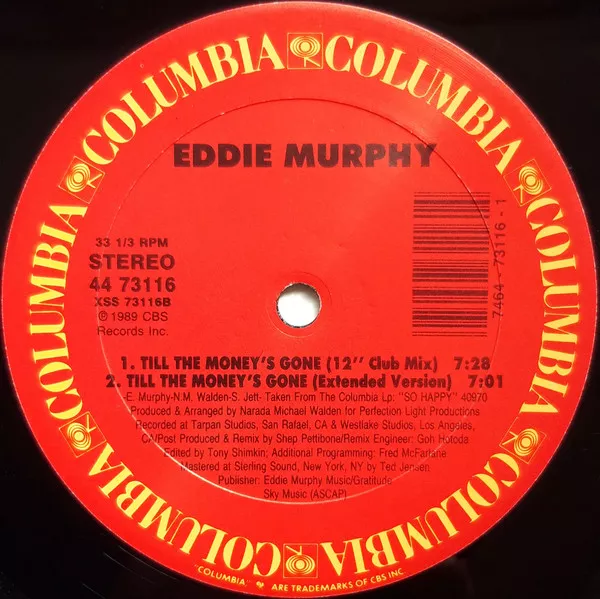 COLUMBIA COLUMBIA COLUMBIA COLUMBIA COLUMBIA COLUMBIA COLUMBIA COLUMBIA
EDDIE MURPHY
33 1/3 RPM
STEREO
44 73116
XSS 73116B
℗ 1989 CBS
Records Inc.
7464 - 73116 - 1
1. TILL THE MONEY'S GONE (12'' Club Mix) 7:28
2. TILL THE MONEY'S GONE (Extended Version) 7:01
-E. Murphy-N.M. Walden-S. Jett- Taken From The Columbia Lp: "SO HAPPY" 40970
Produced & Arranged by Narada Michael Walden for Perfection Light Productions
Recorded at Tarpan Studios, San Rafael, CA & Westlake Studios, Los Angeles,
CA/Post Produced & Remix by Shep Pettibone/Remix Engineer: Goh Hotoda
Edited by Tony Shimkin; Additional Programming: Fred McFarlane
Mastered at Sterling Sound, New York, NY by Ted Jensen
Publisher: Eddie Murphy Music/Gratitude
Sky Music (ASCAP)
"COLUMBIA," ARE TRADEMARKS OF CBS INC.